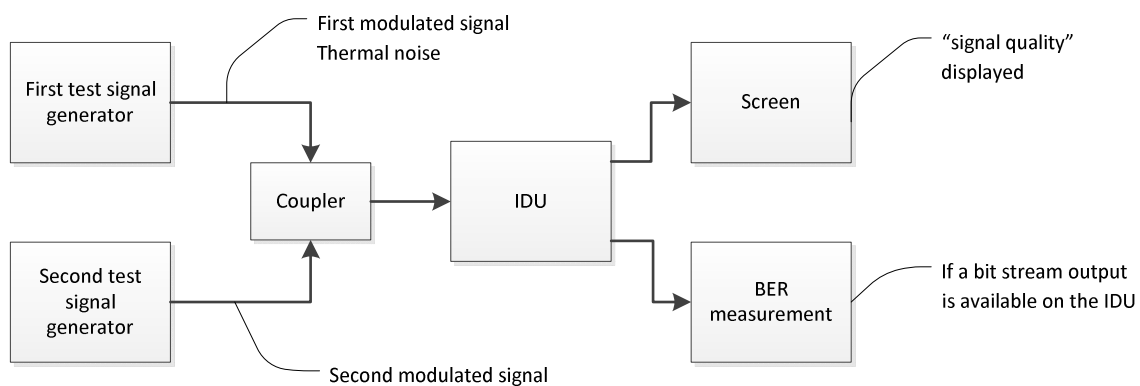 First modulated signal
Thermal noise
First test signal
generator
Coupler
Second test
signal
generator
Second modulated signal
IDU
Screen
“signal quality”
displayed
BER
measurement
If a bit stream output
is available on the IDU